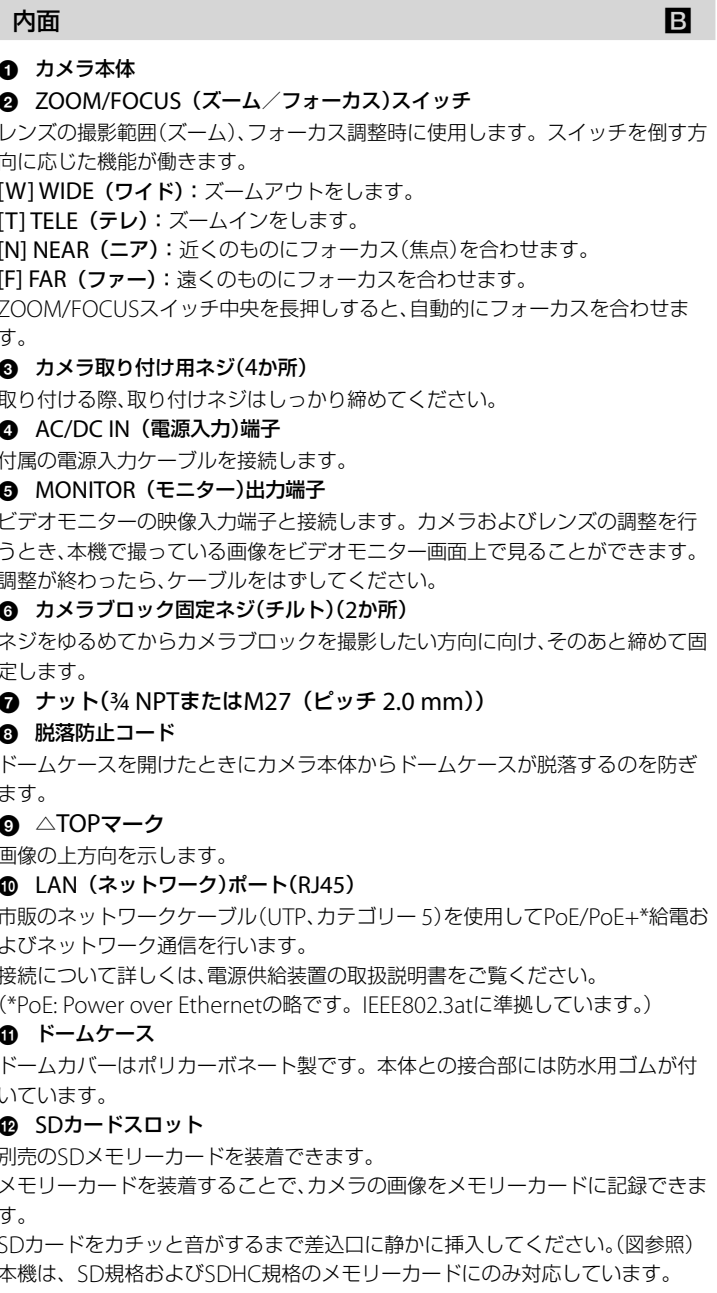 内面 B
❶ カメラ本体
❷ ZOOM/FOCUS（ズーム／フォーカス)スイッチ
レンズの撮影範囲(ズーム)、フォーカス調整時に使用します。スイッチを倒す方
向に応じた機能が働きます。
[W] WIDE（ワイド）：ズームアウトをします。
[T] TELE（テレ）：ズームインをします。
[N] NEAR（ニア）：近くのものにフォーカス(焦点)を合わせます。
[F] FAR（ファー）：遠くのものにフォーカスを合わせます。
ZOOM/FOCUSスイッチ中央を長押しすると、自動的にフォーカスを合わせま
す。
❸ カメラ取り付け用ネジ(4か所)
取り付ける際、取り付けネジはしっかり締めてください。
❹ AC/DC IN（電源入力)端子
付属の電源入力ケーブルを接続します。
❺ MONITOR（モニター)出力端子
ビデオモニターの映像入力端子と接続します。カメラおよびレンズの調整を行
うとき、本機で撮っている画像をビデオモニター画面上で見ることができます。
調整が終わったら、ケーブルをはずしてください。
❻ カメラブロック固定ネジ(チルト)(2か所)
ネジをゆるめてからカメラブロックを撮影したい方向に向け、そのあと締めて固
定します。
❼ ナット(¾ NPTまたはM27（ピッチ 2.0 mm））
❽ 脱落防止コード
ドームケースを開けたときにカメラ本体からドームケースが脱落するのを防ぎ
ます。
❾ △TOPマーク
画像の上方向を示します。
❿ LAN（ネットワーク)ポート(RJ45）
市販のネットワークケーブル(UTP、カテゴリー 5)を使用してPoE/PoE+*給電お
よびネットワーク通信を行います。
接続について詳しくは、電源供給装置の取扱説明書をご覧ください。
(*PoE: Power over Ethernetの略です。IEEE802.3atに準拠しています。)
⓫ ドームケース
ドームカバーはポリカーボネート製です。本体との接合部には防水用ゴムが付
いています。
⓬ SDカードスロット
別売のSDメモリーカードを装着できます。
メモリーカードを装着することで、カメラの画像をメモリーカードに記録できま
す。
SDカードをカチッと音がするまで差込口に静かに挿入してください。(図参照)
本機は、SD規格およびSDHC規格のメモリーカードにのみ対応しています。